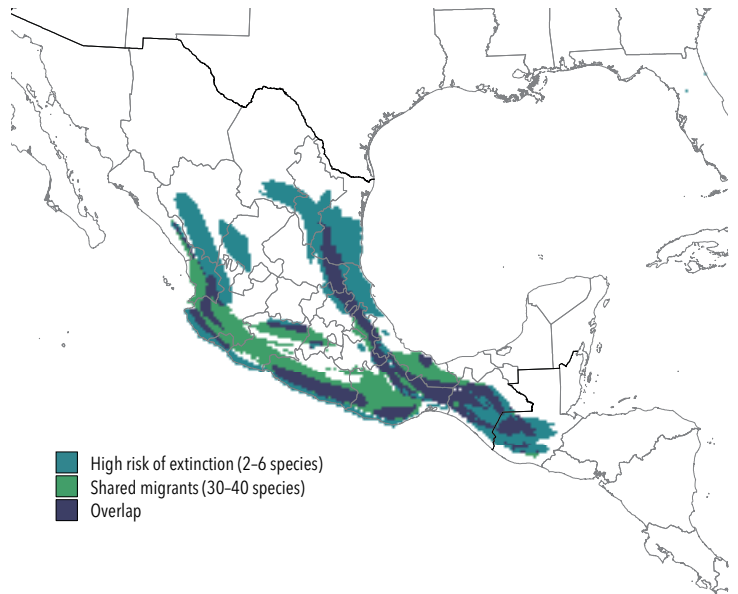 High risk of extinction (2–6 species)
Shared migrants (30–40 species)
Overlap